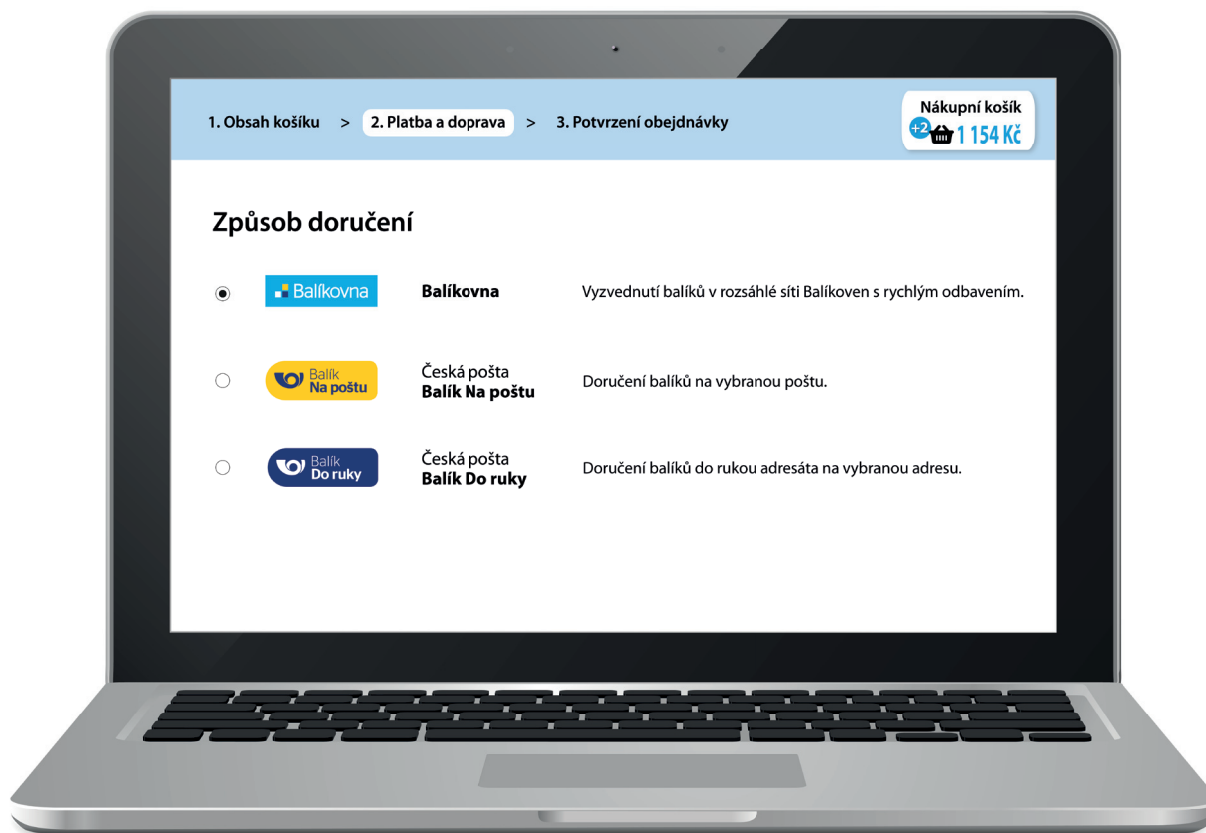 1. Obsah košíku > 2. Platba a doprava > 3. Potvrzení obejdnávky
Nákupní košík
+2 1 154 Kč
Způsob doručení
Balíkovna Balíkovna Vyzvednutí balíků v rozsáhlé síti Balíkoven s rychlým odbavením.
Balík
Na poštu
Česká pošta
Balík Na poštu
Doručení balíků na vybranou poštu.
Balík
Do ruky
Česká pošta
Balík Do ruky
Doručení balíků do rukou adresáta na vybranou adresu.